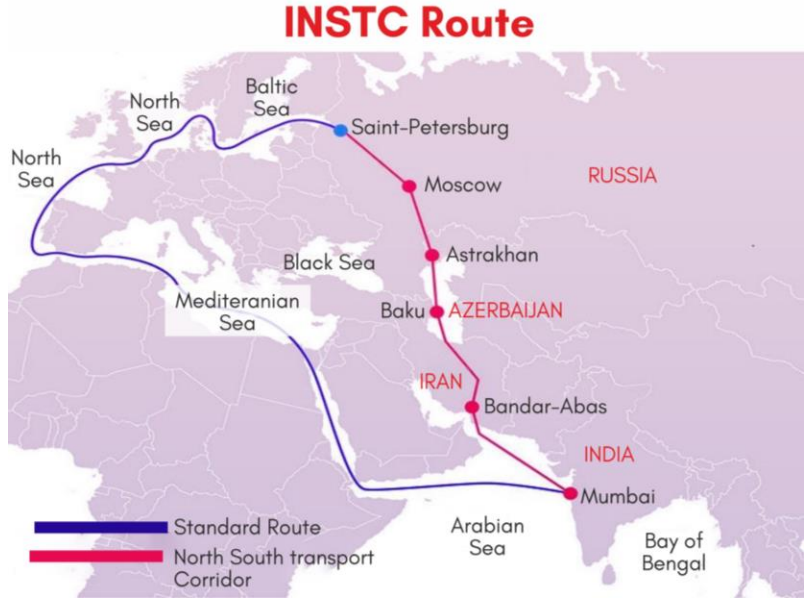 INSTC Route
Baltic
Sea
North
Sea
Saint-Petersburg
North
Sea
Moscow
RUSSIA
Astrakhan
Black Sea
Mediteranian
Sea
Baku
AZERBAIJAN
IRAN
Bandar-Abas
INDIA
Mumbai
Standard Route
Arabian
Sea
Bay of
Bengal
North South transport
Corridor